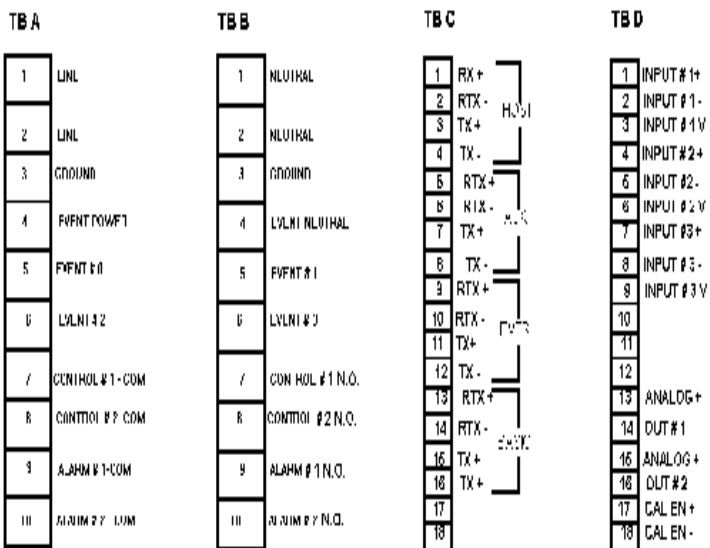 TB A
1 LINE
2 LINE
3 GROUND
4 EVENT POWER
5 EVENT # 0
6 EVENT # 2
7 CONTROL # 1 - COM
8 CONTROL # 2 - COM
9 ALARM # 1-COM
10 ALARM # 2 - COM
TB B
1 NEUTRAL
2 NEUTRAL
3 GROUND
4 EVENT NEUTRAL
5 EVENT # 1
6 EVENT # 3
7 CONTROL # 1 N.O.
8 CONTROL # 2 N.O.
9 ALARM # 1 N.O.
10 ALARM # 2 N.O.
TB C
1 RX +
2 RTX -
3 TX +
4 TX -
HOST
5 RTX +
6 RTX -
7 TX +
8 TX -
AUX
9 RTX +
10 RTX -
11 TX+
12 TX -
13 RTX +
14 RTX -
15 TX +
16 TX +
BASIC
17
18
TB D
1 INPUT # 1+
2 INPUT # 1 -
3 INPUT # 1 V
4 INPUT # 2 +
5 INPUT #2 -
6 INPUT # 2 V
7 INPUT #3 +
8 INPUT # 3 -
9 INPUT # 3 V
10
11
12
13 ANALOG +
14 OUT # 1
15 ANALOG +
16 OUT # 2
17 CAL EN +
18 CAL EN -